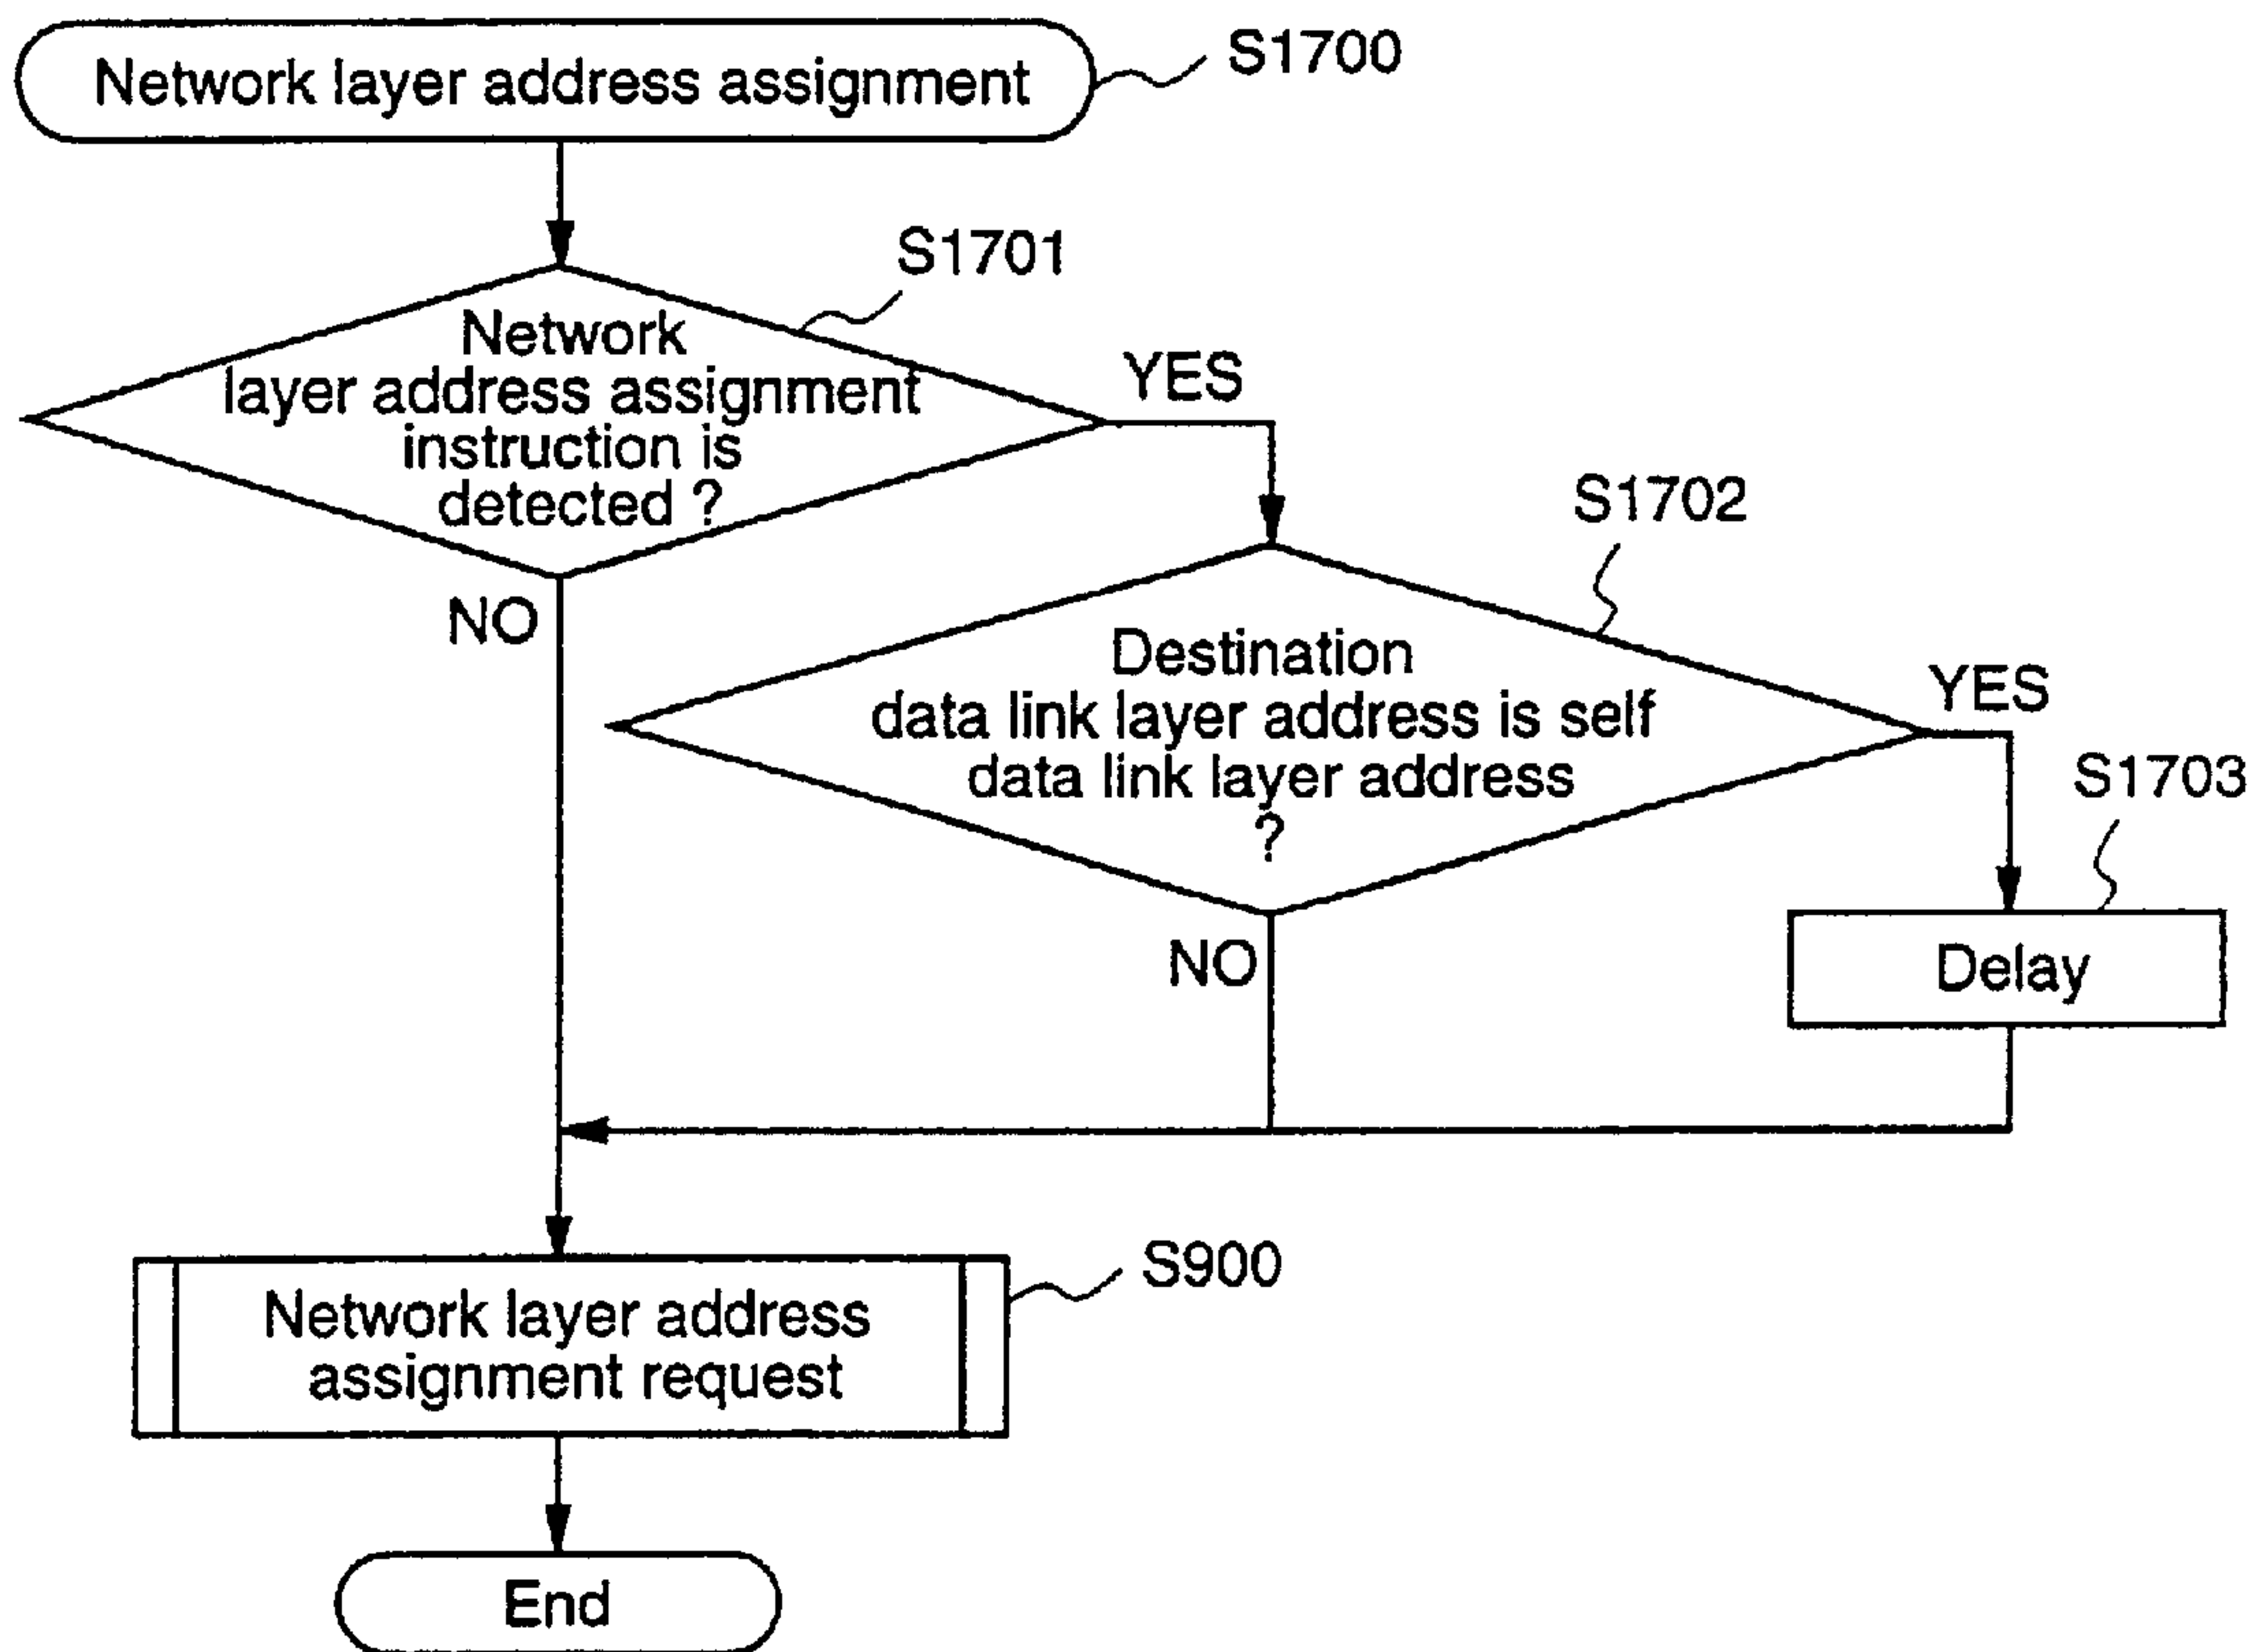 Network layer address assignment
S1700
S1701
Network
layer address assignment
instruction is
detected ?
YES
NO
S1702
Destination
data link layer address is self
data link layer address
?
YES
NO
S1703
Delay
S900
Network layer address
assignment request
End